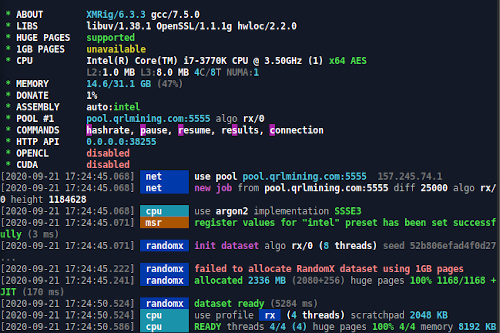 * ABOUT XMRig/6.3.3 gcc/7.5.0
* LIBS libuv/1.38.1 OpenSSL/1.1.1g hwloc/2.2.0
* HUGE PAGES supported
* 1GB PAGES unavailable
* CPU Intel(R) Core(TM) i7-3770K CPU @ 3.50GHz (1) x64 AES
L2:1.0 MB L3:8.0 MB 4C/8T NUMA:1
* MEMORY 14.6/31.1 GB (47%)
* DONATE 1%
* ASSEMBLY auto:intel
* POOL #1 pool.qrlmining.com:5555 algo rx/0
* COMMANDS hashrate, pause, resume, results, connection
* HTTP API 0.0.0.0:38255
* OPENCL disabled
* CUDA disabled
[2020-09-21 17:24:45.068] net use pool pool.qrlmining.com:5555 157.245.74.1
[2020-09-21 17:24:45.068] net new job from pool.qrlmining.com:5555 diff 25000 algo rx/
0 height 1184628
[2020-09-21 17:24:45.068] cpu use argon2 implementation SSSE3
[2020-09-21 17:24:45.071] msr register values for "intel" preset has been set successf
ully (3 ms)
[2020-09-21 17:24:45.071] randomx init dataset algo rx/0 (8 threads) seed 52b806efad4f0d27
...
[2020-09-21 17:24:45.222] randomx failed to allocate RandomX dataset using 1GB pages
[2020-09-21 17:24:45.241] randomx allocated 2336 MB (2080+256) huge pages 100% 1168/1168 +
JIT (170 ms)
[2020-09-21 17:24:50.524] randomx dataset ready (5284 ms)
[2020-09-21 17:24:50.524] cpu use profile rx (4 threads) scratchpad 2048 KB
[2020-09-21 17:24:50.586] cpu READY threads 4/4 (4) huge pages 100% 4/4 memory 8192 KB